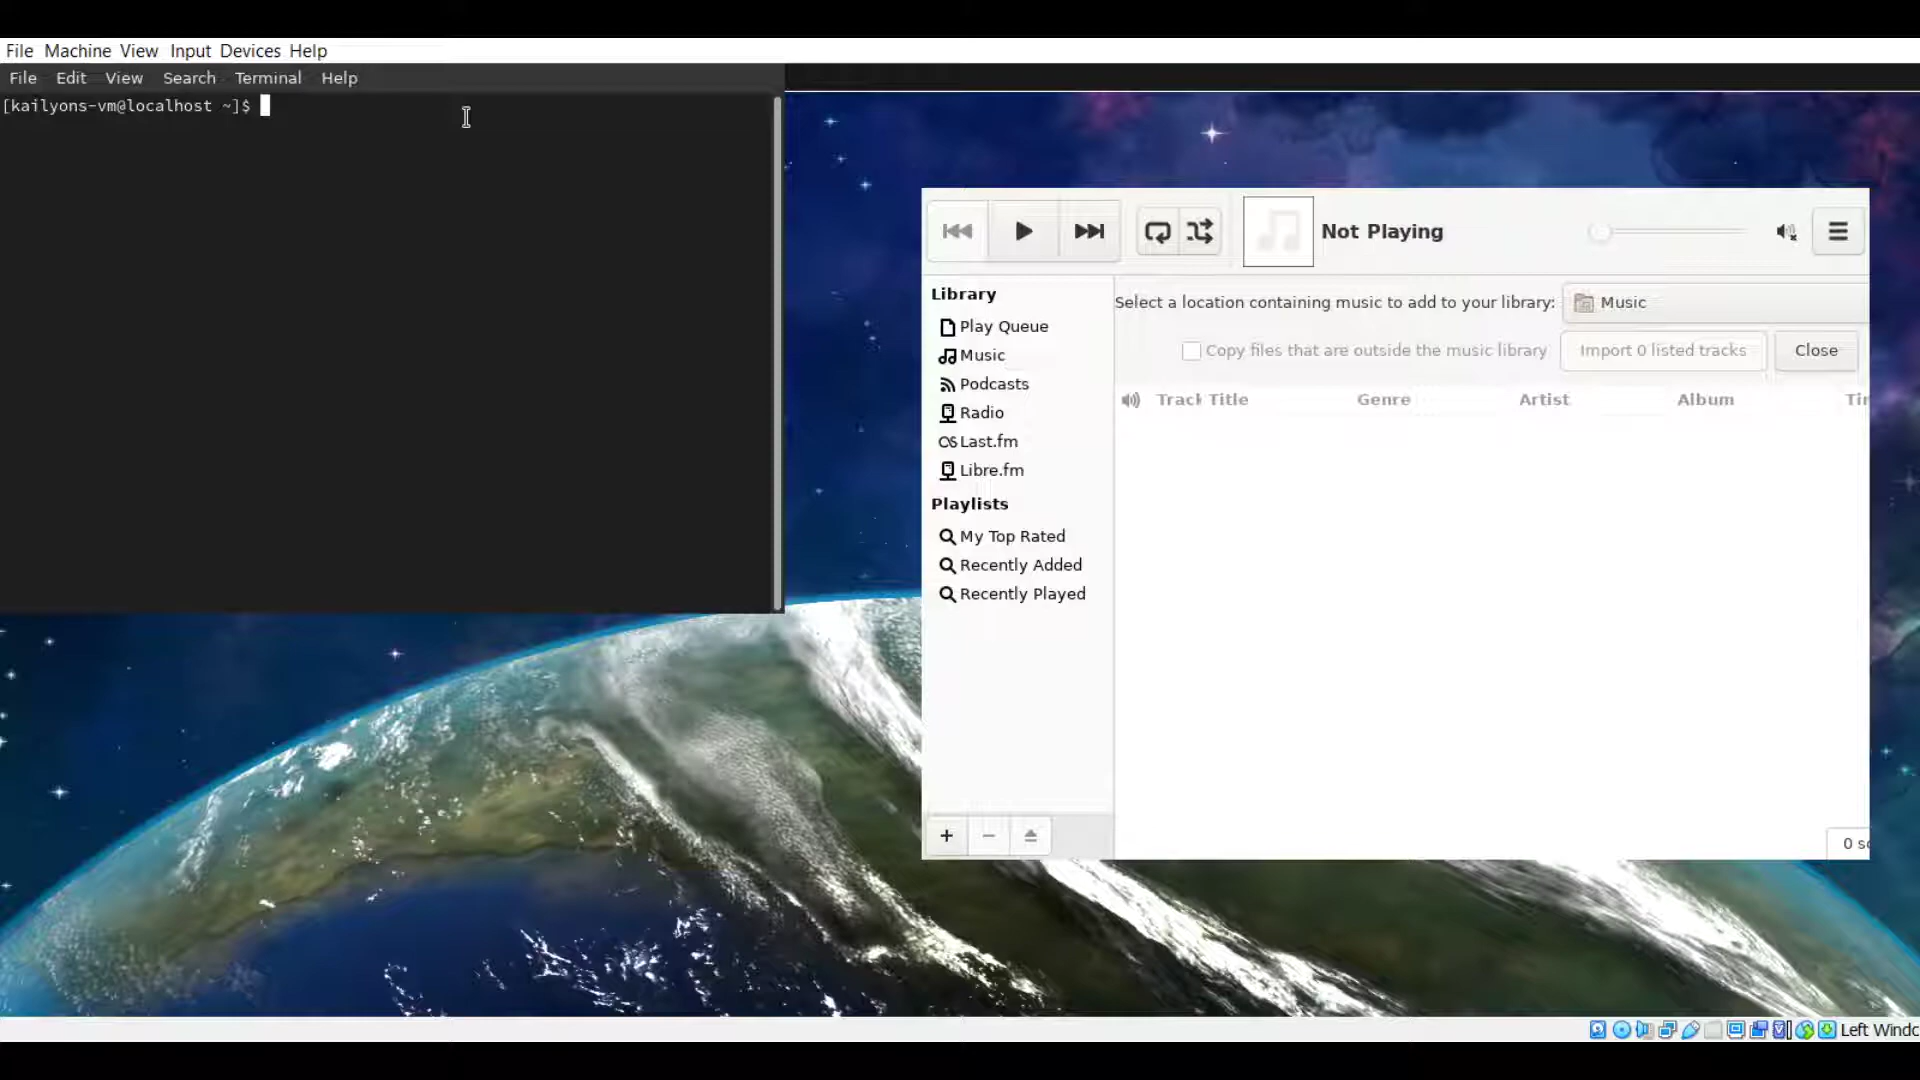 File Machine View Input Devices Help
File Edit View Search Terminal Help
[kailyons-vm@localhost ~]$
Not Playing
Library
Play Queue
Music
Podcasts
Radio
Last.fm
Libre.fm
Playlists
My Top Rated
Recently Added
Recently Played
Select a location containing music to add to your library: Music
Copy files that are outside the music library Import 0 listed tracks Close
Track Title Genre Artist Album
0
Left